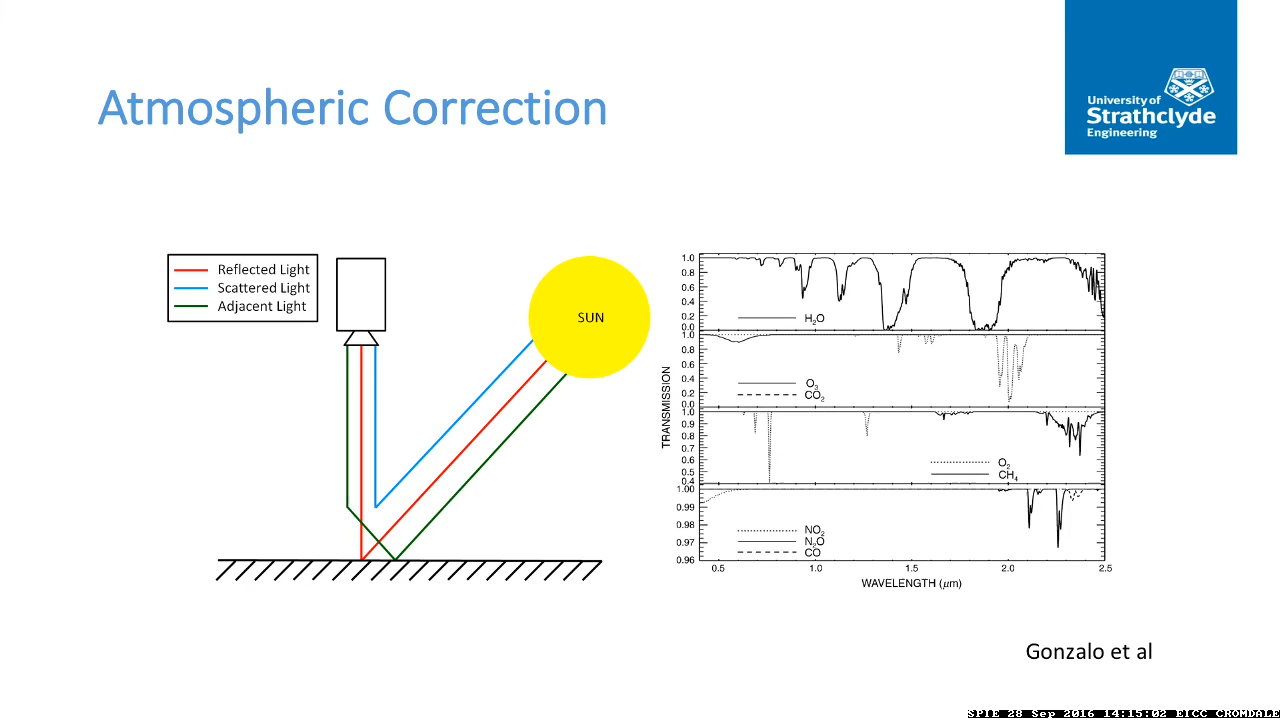 Atmospheric Correction
University of
Strathclyde
Engineering
Reflected Light
Scattered Light
Adjacent Light
SUN
TRANSMISSION
1.0
0.8
0.6
0.4
0.2
0.0
H2O
0.8
0.6
0.4
0.2
0.0
O3
CO2
1.0
0.9
0.8
0.7
0.6
0.5
0.4
O2
CH4
1.00
0.99
0.98
0.97
0.96
NO2
N2O
CO
0.5 1.0 1.5 2.0 2.5
WAVELENGTH (μm)
Gonzalo et al
SPIE 28 Sep 2016 14:15:02 EICC CROMDALE